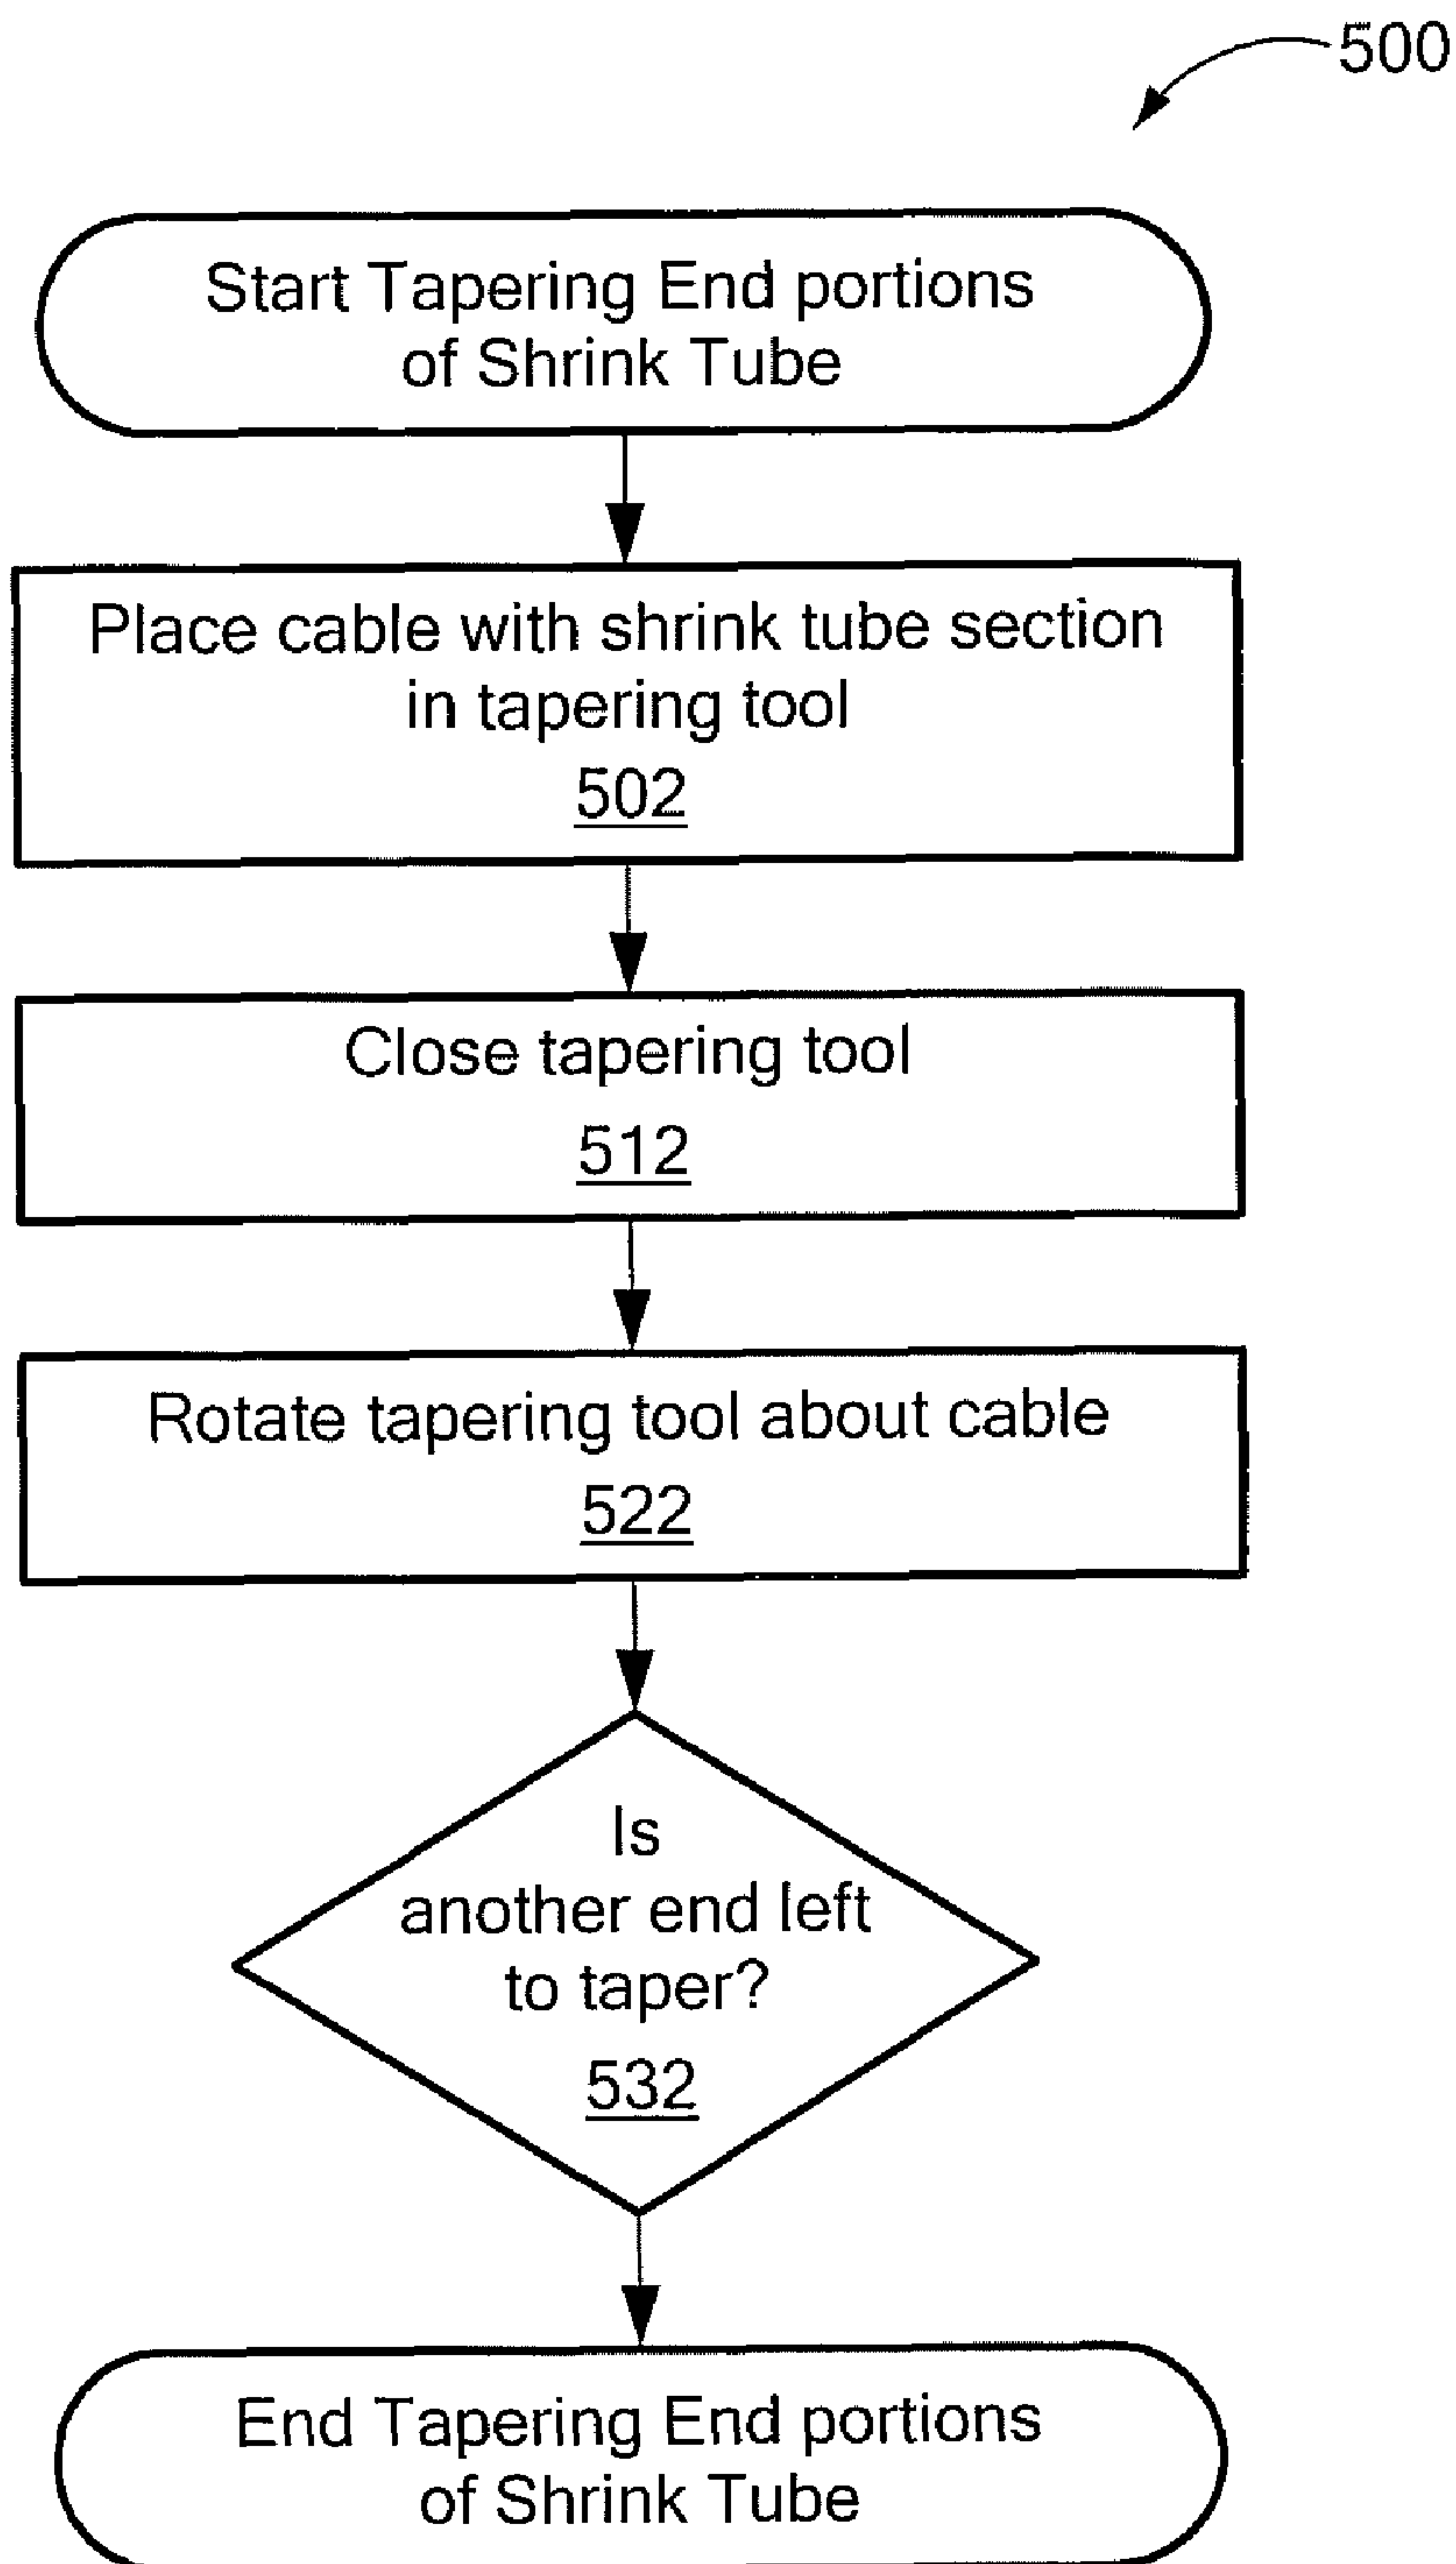 500
Start Tapering End portions
of Shrink Tube
Place cable with shrink tube section
in tapering tool
502
Close tapering tool
512
Rotate tapering tool about cable
522
Is
another end left
to taper?
532
End Tapering End portions
of Shrink Tube